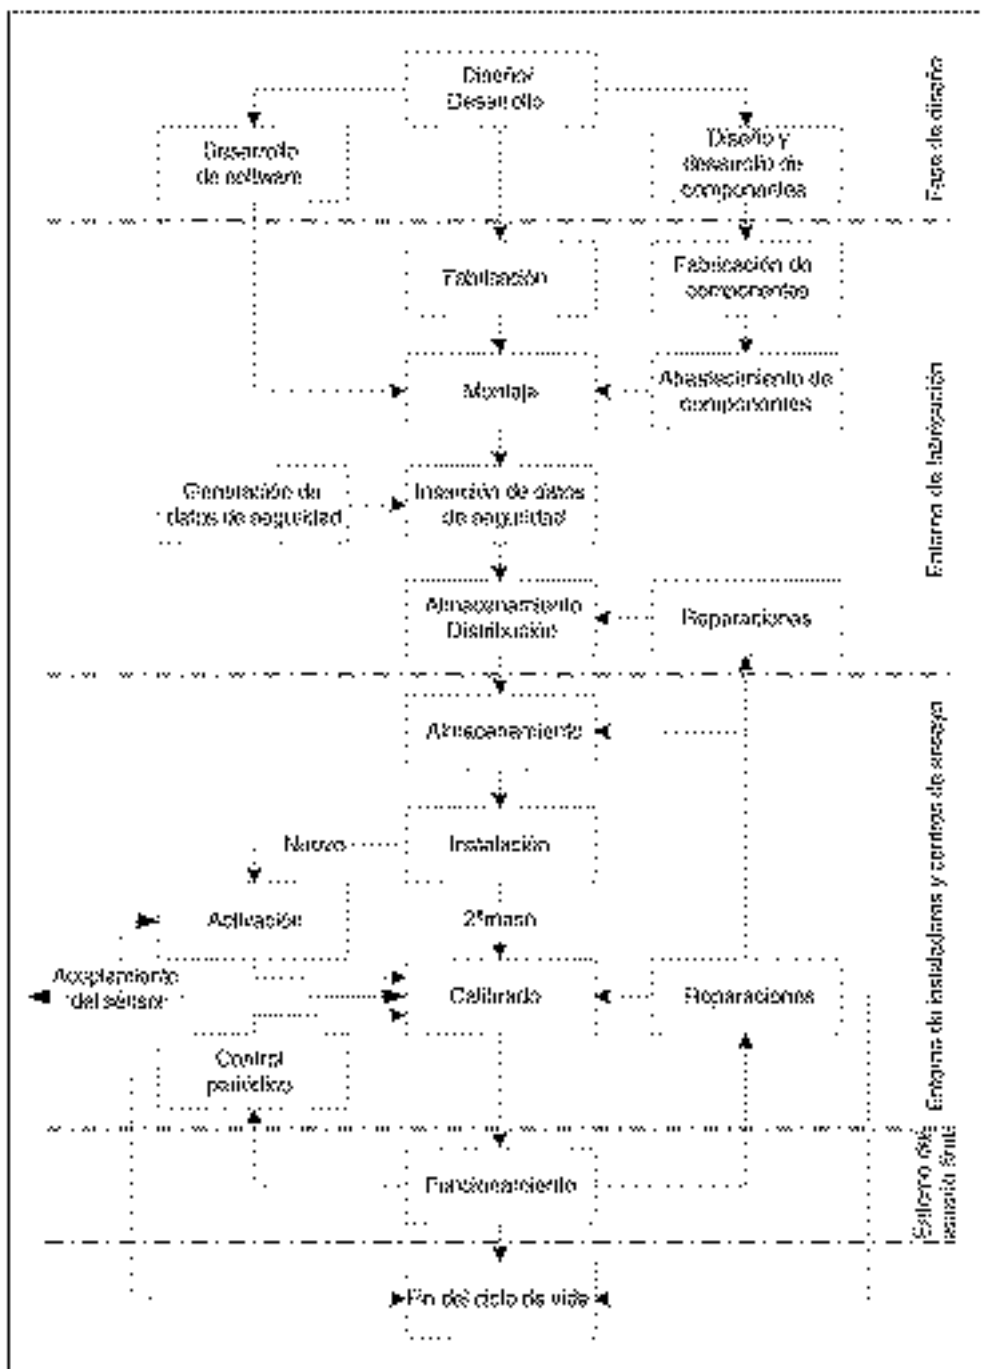 Diseño/
Desarrollo
Desarrollo
de software
Diseño y
desarrollo de
componentes
Fase de diseño
Fabricación
Fabricación de
componentes
Montaje
Abastecimiento de
componentes
Entorno de fabricación
Generación de
datos de seguridad
Inserción de datos
de seguridad
Almacenamiento
Distribución
Reparaciones
Almacenamiento
Nuevo
Instalación
Activación
2ª mano
Acoplamiento
del sensor
Calibrado
Reparaciones
Control
periódico
Entorno de instaladores y centros de ensayo
Funcionamiento
Entorno del
usuario final
Fin del ciclo de vida